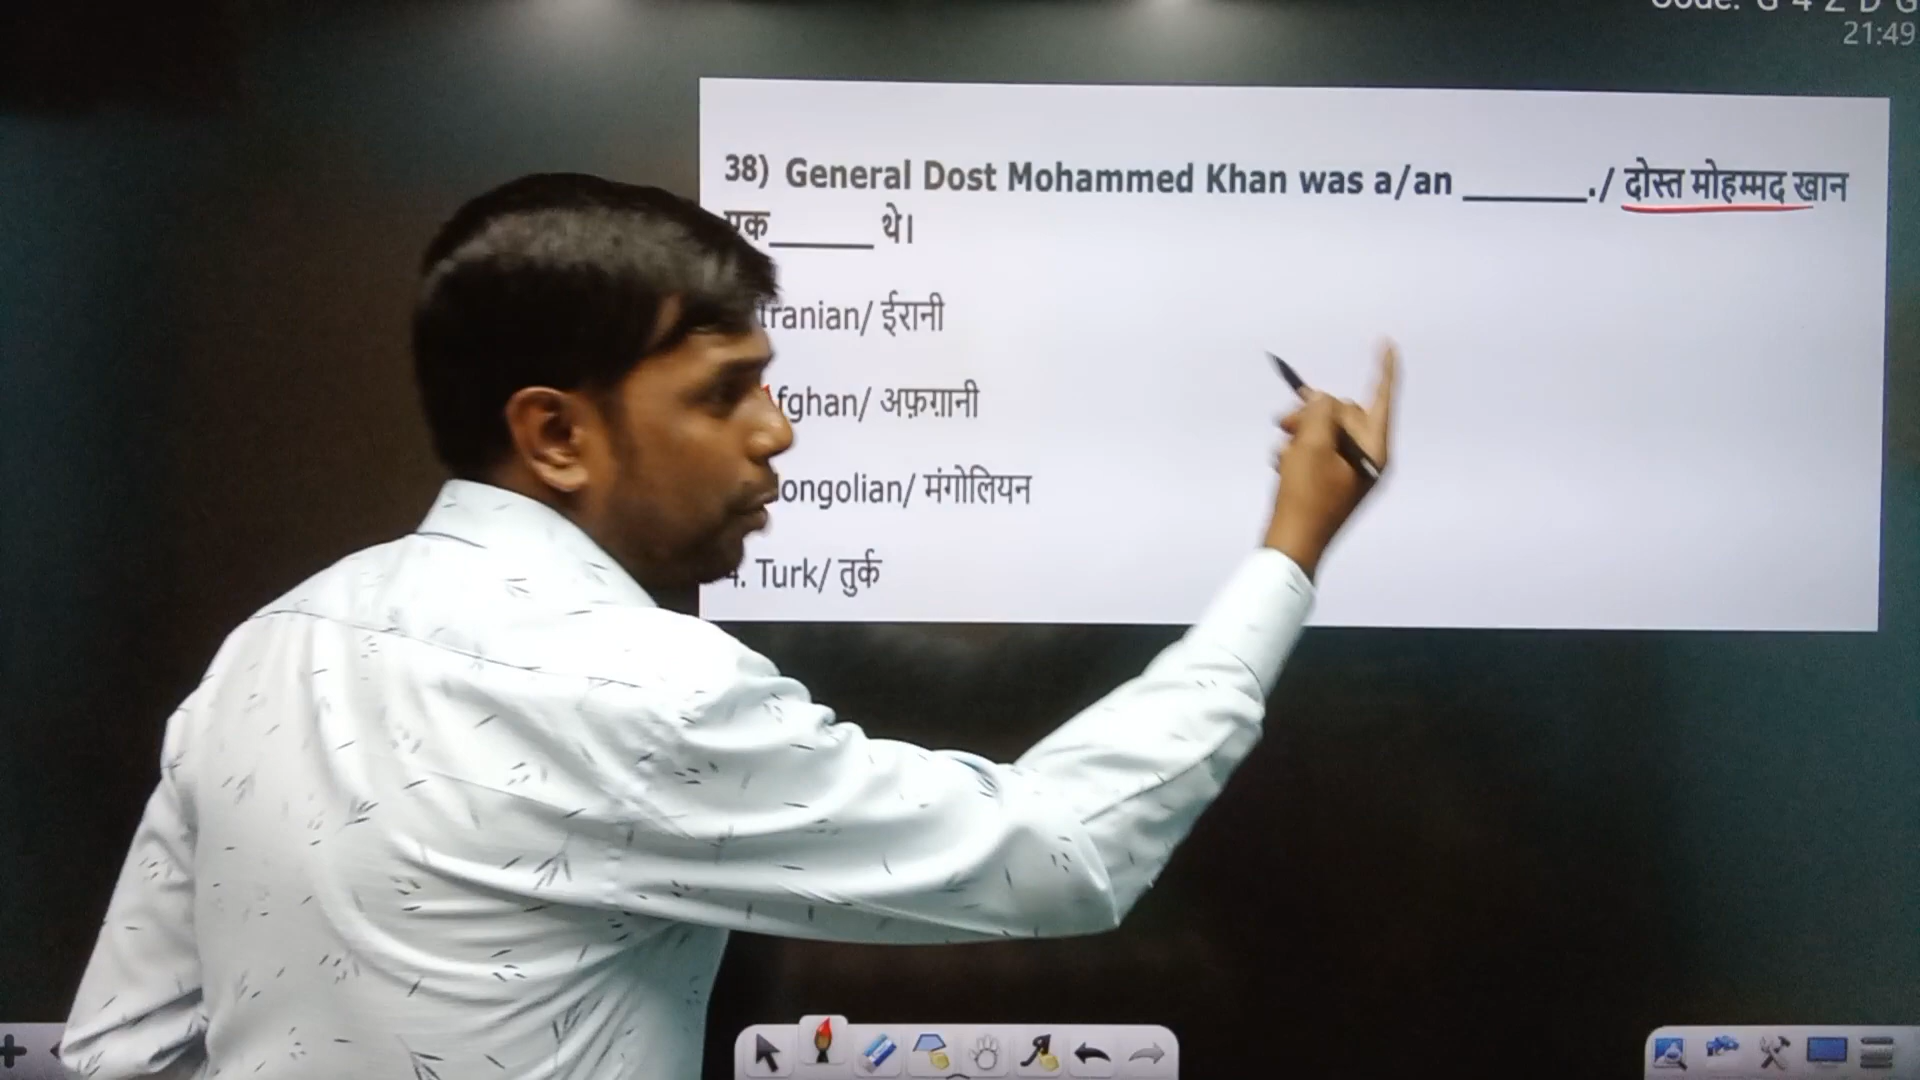 21:49
38) General Dost Mohammed Khan was a/an ______./ दोस्त मोहम्मद खान
एक______ थे।
Iranian/ ईरानी
fghan/ अफ़ग़ानी
ongolian/ मंगोलियन
4. Turk/ तुर्क